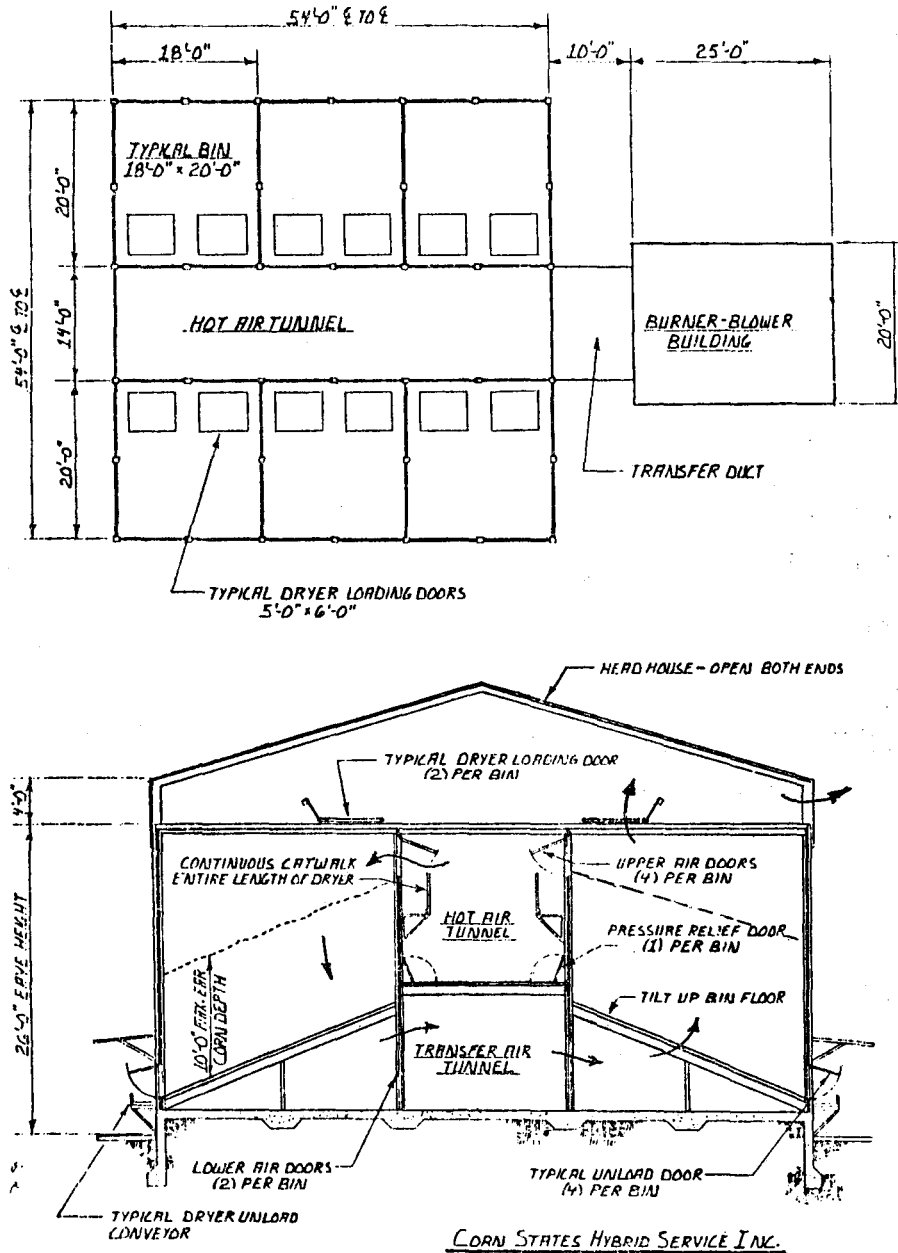 54'-0" ℄ TO ℄
18'-0"
10'-0"
25'-0"
TYPICAL BIN
18'-0" x 20'-0"
20'-0"
54'-0" ℄ TO ℄
14'-0"
HOT AIR TUNNEL
BURNER-BLOWER
BUILDING
20'-0"
20'-0"
TRANSFER DUCT
TYPICAL DRYER LOADING DOORS
5'-0" x 6'-0"
HEAD HOUSE - OPEN BOTH ENDS
TYPICAL DRYER LOADING DOOR
(2) PER BIN
4'-0"
CONTINUOUS CATWALK
ENTIRE LENGTH OF DRYER
UPPER AIR DOORS
(4) PER BIN
HOT AIR
TUNNEL
PRESSURE RELIEF DOOR
(1) PER BIN
26'-0" EAVE HEIGHT
10'-0" MAX. EAR
CORN DEPTH
TILT UP BIN FLOOR
TRANSFER AIR
TUNNEL
LOWER AIR DOORS
(2) PER BIN
TYPICAL UNLOAD DOOR
(4) PER BIN
TYPICAL DRYER UNLOAD
CONVEYOR
CORN STATES HYBRID SERVICE INC.